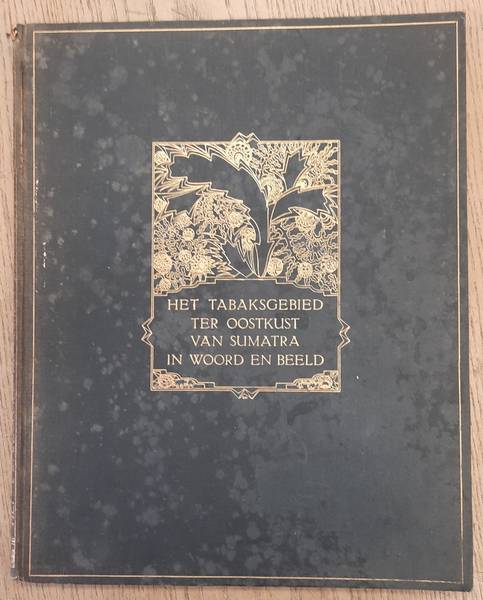 HET TABAKSGEBIED
TER OOSTKUST
VAN SUMATRA
IN WOORD EN BEELD